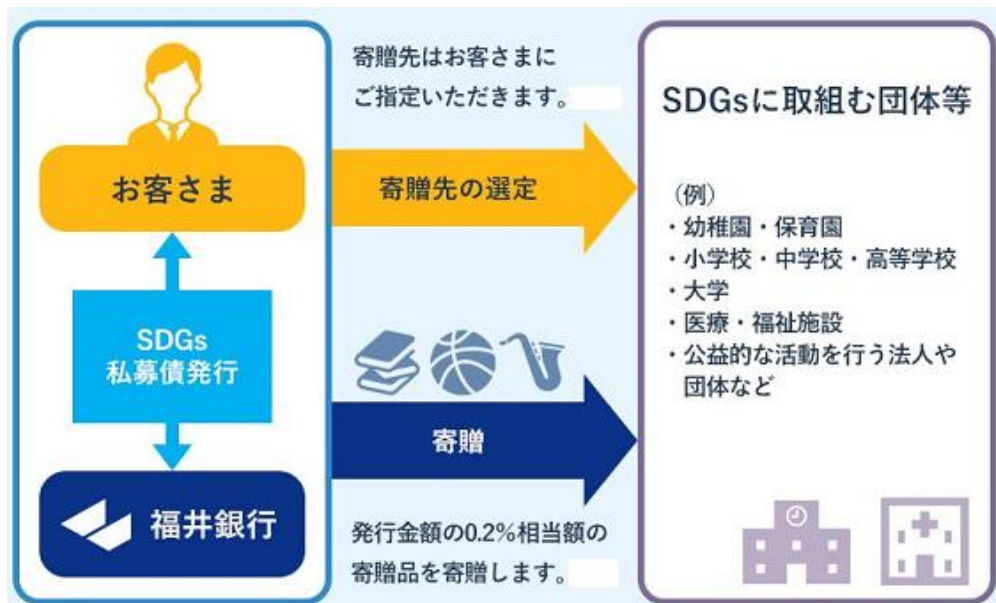 お客さま
SDGs
私募債発行
福井銀行
寄贈先はお客さまに
ご指定いただきます。
寄贈先の選定
寄贈
発行金額の0.2%相当額の
寄贈品を寄贈します。
SDGsに取組む団体等
（例）
・幼稚園・保育園
・小学校・中学校・高等学校
・大学
・医療・福祉施設
・公益的な活動を行う法人や
団体など